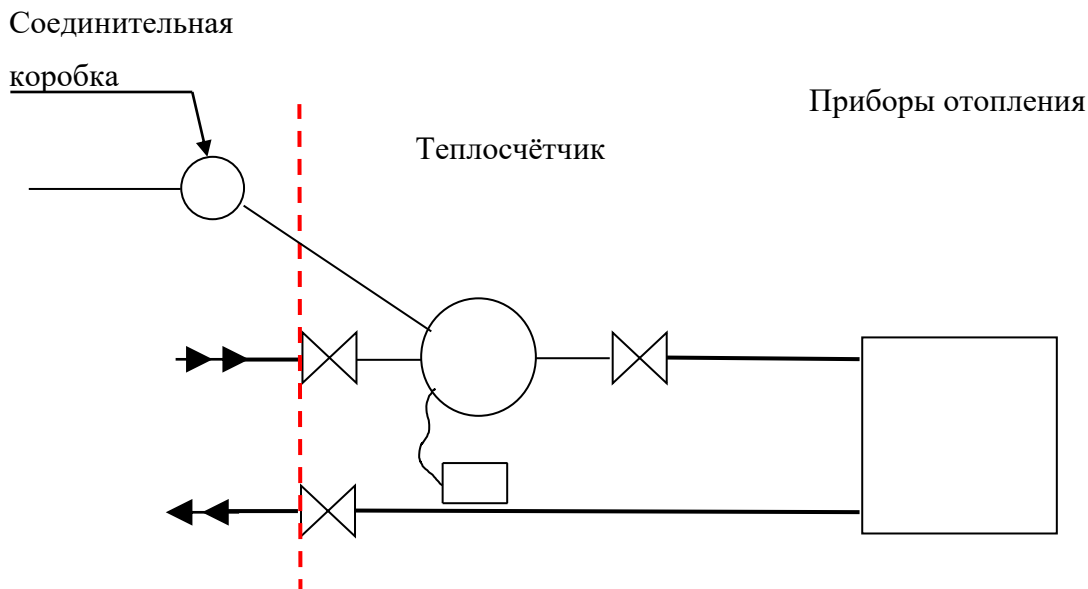 Соединительная
коробка
Приборы отопления
Теплосчётчик